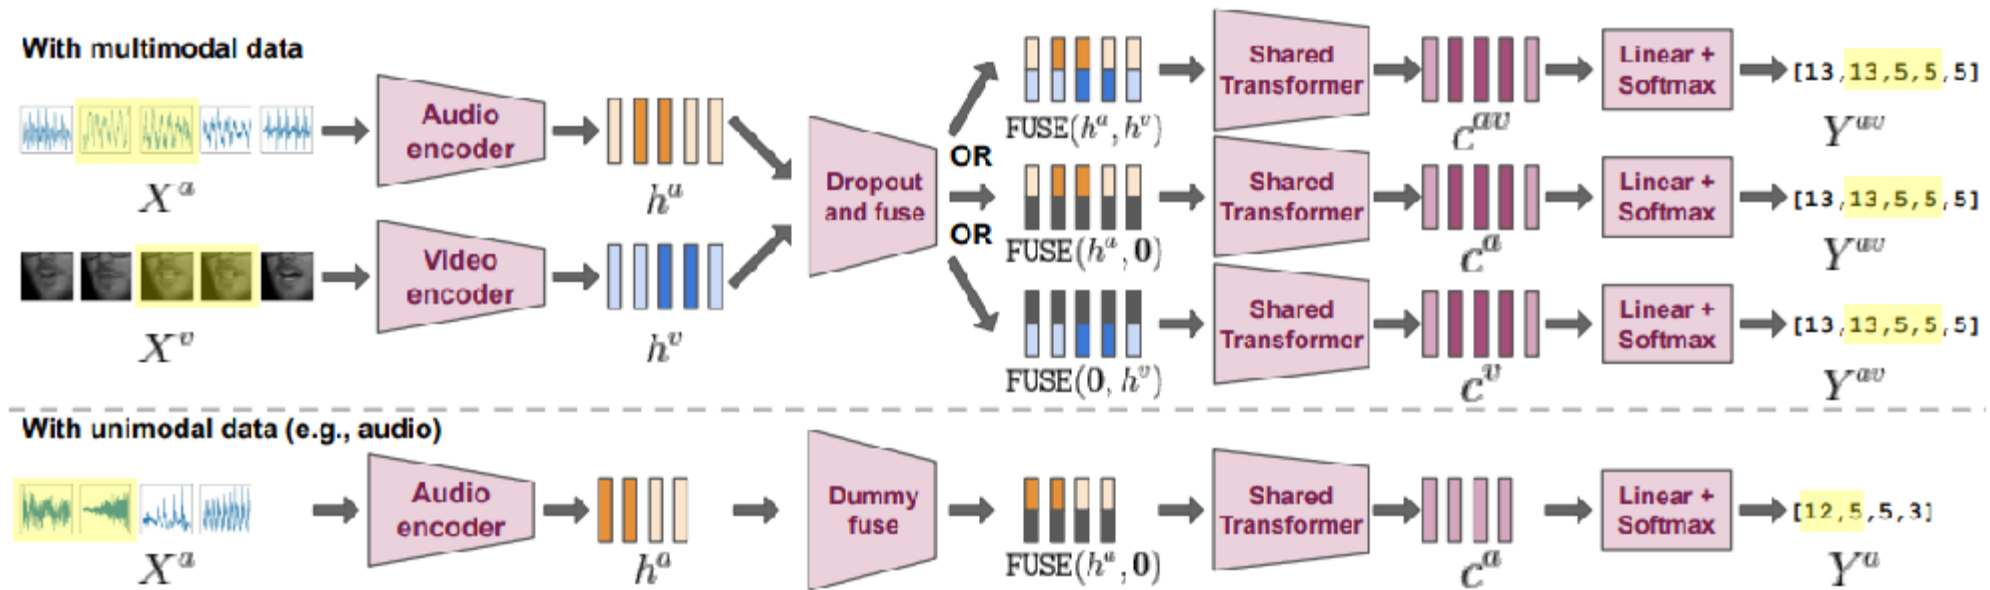 With multimodal data
X^a
Audio
encoder
h^a
X^v
Video
encoder
h^v
Dropout
and fuse
OR
OR
FUSE(h^a, h^v)
Shared
Transformer
c^av
Linear +
Softmax
[13,13,5,5,5]
Y^av
FUSE(h^a, 0)
Shared
Transformer
c^a
Linear +
Softmax
[13,13,5,5,5]
Y^av
FUSE(0, h^v)
Shared
Transformer
c^v
Linear +
Softmax
[13,13,5,5,5]
Y^av
With unimodal data (e.g., audio)
X^a
Audio
encoder
h^a
Dummy
fuse
FUSE(h^a, 0)
Shared
Transformer
c^a
Linear +
Softmax
[12,5,5,3]
Y^a